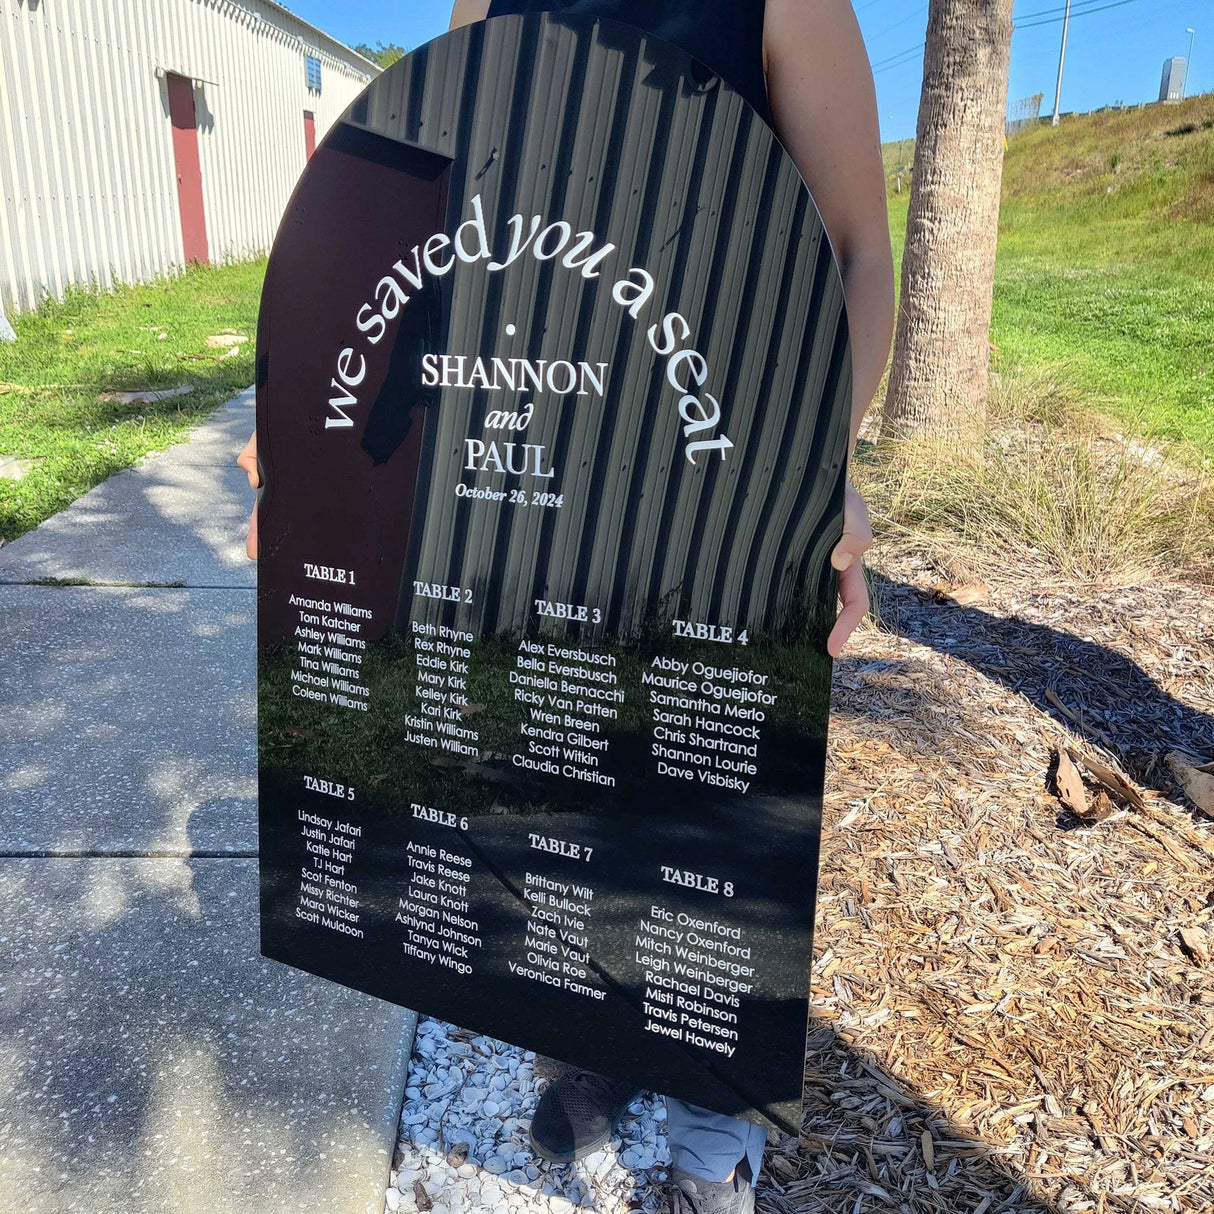 we saved you a seat
SHANNON
and
PAUL
October 26, 2024
TABLE 1
Amanda Williams
Tom Katcher
Ashley Williams
Mark Williams
Tina Williams
Michael Williams
Coleen Williams
TABLE 2
Beth Rhyne
Rex Rhyne
Eddie Kirk
Mary Kirk
Kelley Kirk
Kari Kirk
Kristin Williams
Justen William
TABLE 3
Alex Eversbusch
Bella Eversbusch
Daniella Bernacchi
Ricky Van Patten
Wren Breen
Kendra Gilbert
Scott Witkin
Claudia Christian
TABLE 4
Abby Oguejiofor
Maurice Oguejiofor
Samantha Merlo
Sarah Hancock
Chris Shartrand
Shannon Lourie
Dave Visbisky
TABLE 5
Lindsay Jafari
Justin Jafari
Katie Hart
TJ Hart
Scot Fenton
Missy Richter
Mara Wicker
Scott Muldoon
TABLE 6
Annie Reese
Travis Reese
Jake Knott
Laura Knott
Morgan Nelson
Ashlynd Johnson
Tanya Wick
Tiffany Wingo
TABLE 7
Brittany Wilt
Kelli Bullock
Zach Ivie
Nate Vaut
Marie Vaut
Olivia Roe
Veronica Farmer
TABLE 8
Eric Oxenford
Nancy Oxenford
Mitch Weinberger
Leigh Weinberger
Rachael Davis
Misti Robinson
Travis Petersen
Jewel Hawely